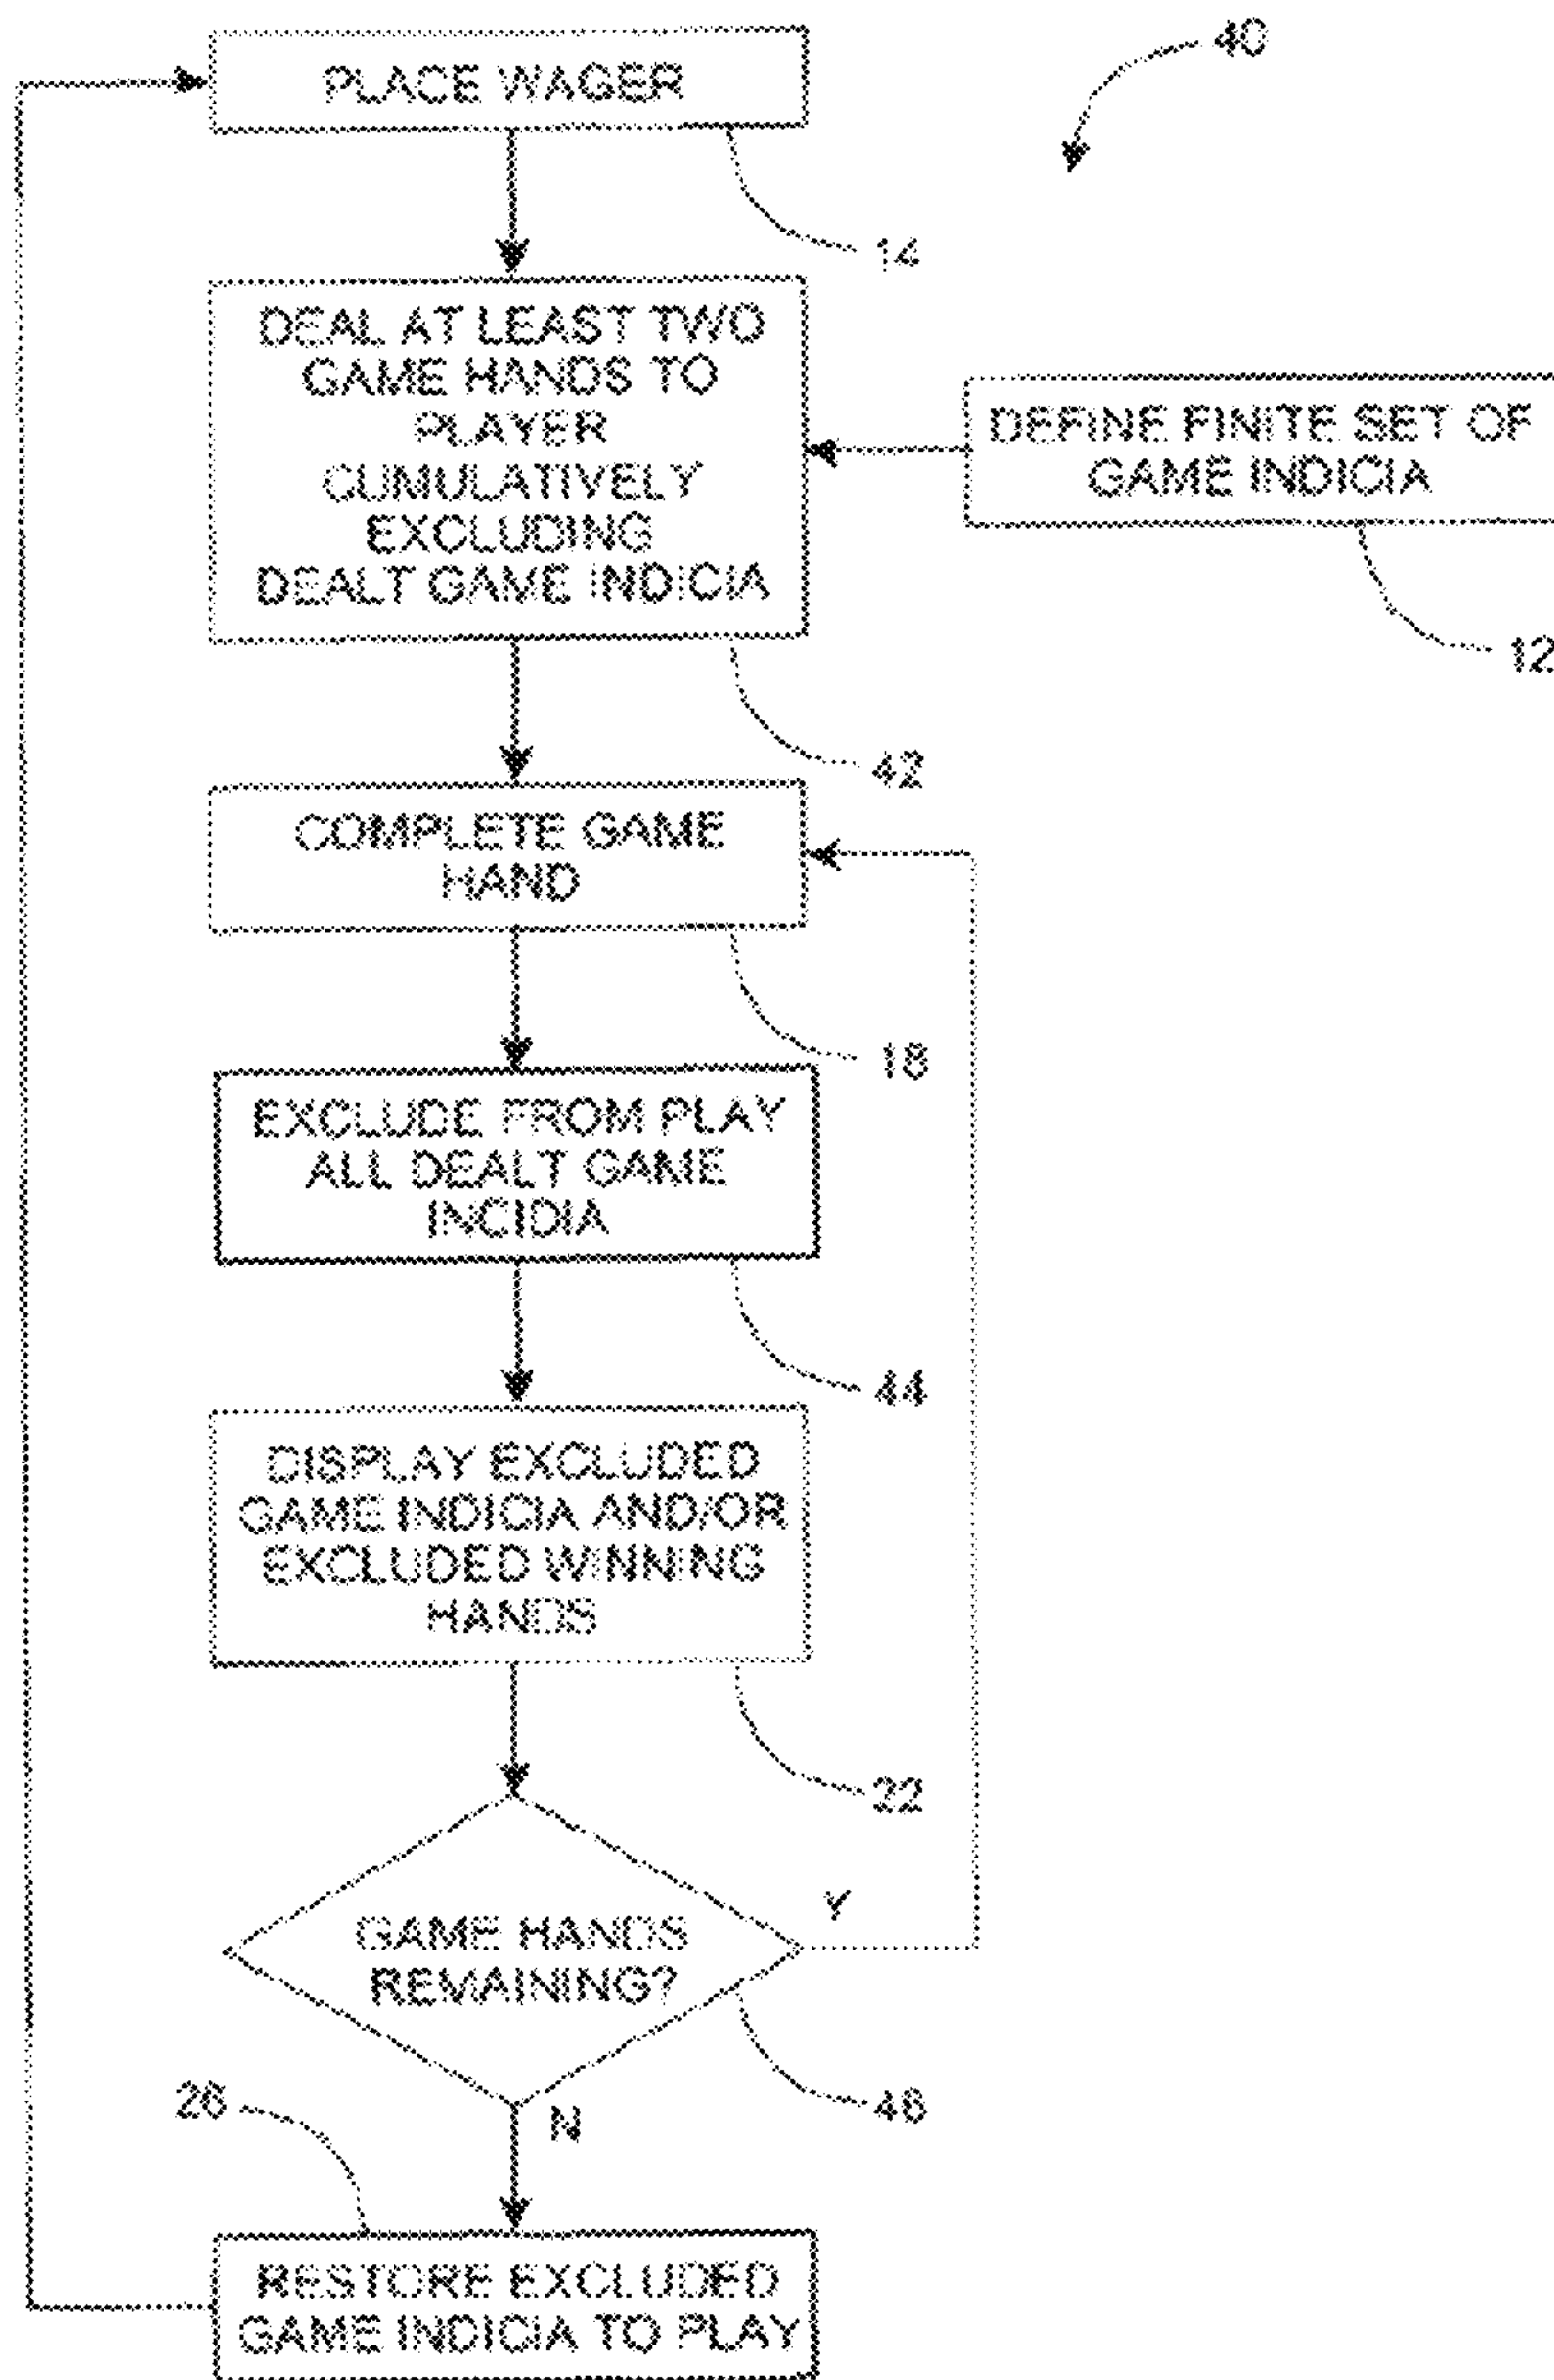 PLACE WAGER
40
14
DEAL AT LEAST TWO
GAME HANDS TO
PLAYER
CUMULATIVELY
EXCLUDING
DEALT GAME INDICIA
DEFINE FINITE SET OF
GAME INDICIA
12
42
COMPLETE GAME
HAND
18
EXCLUDE FROM PLAY
ALL DEALT GAME
INCIDIA
44
DISPLAY EXCLUDED
GAME INDICIA AND/OR
EXCLUDED WINNING
HANDS
22
Y
GAME HANDS
REMAINING?
46
N
26
RESTORE EXCLUDED
GAME INDICIA TO PLAY